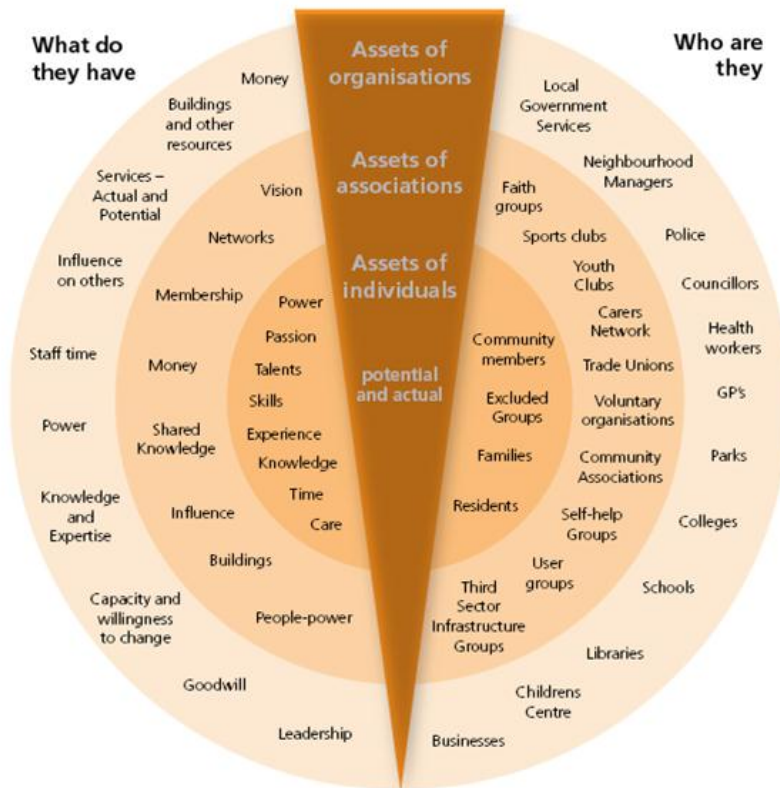 What do
they have
Assets of
organisations
Assets of
associations
Assets of
individuals
potential
and actual
Who are
they
Money
Buildings
and other
resources
Services –
Actual and
Potential
Influence
on others
Staff time
Power
Knowledge
and
Expertise
Capacity and
willingness
to change
Goodwill
Leadership
Vision
Networks
Membership
Money
Shared
Knowledge
Influence
Buildings
People-power
Power
Passion
Talents
Skills
Experience
Knowledge
Time
Care
Community
members
Excluded
Groups
Families
Residents
Faith
groups
Sports clubs
Youth
Clubs
Carers
Network
Trade Unions
Voluntary
organisations
Community
Associations
Self-help
Groups
User
groups
Third
Sector
Infrastructure
Groups
Local
Government
Services
Neighbourhood
Managers
Police
Councillors
Health
workers
GP's
Parks
Colleges
Schools
Libraries
Childrens
Centre
Businesses